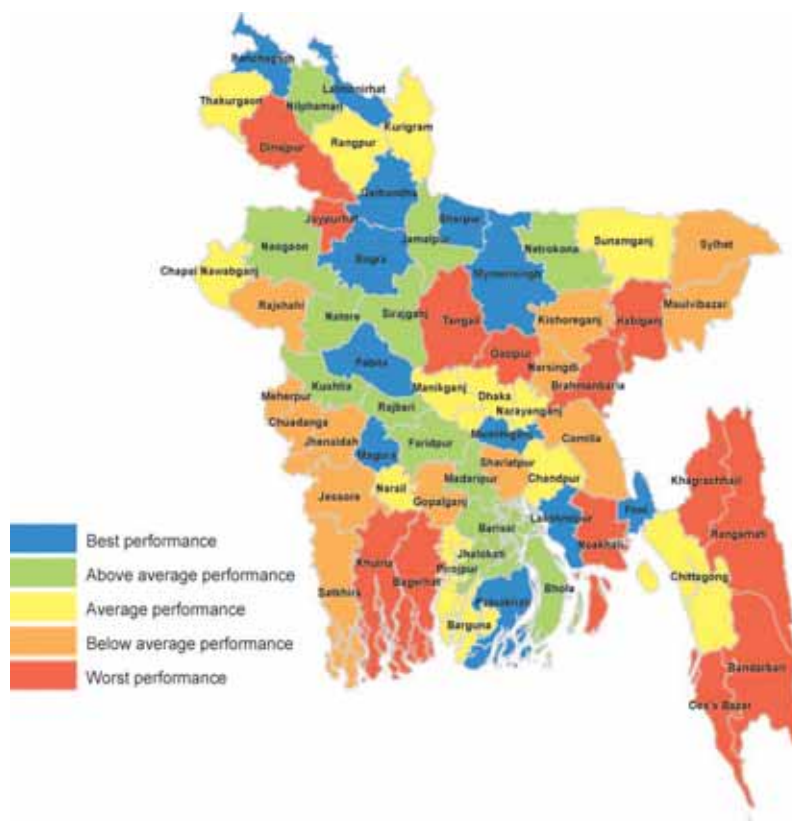 Panchagarh
Lalmonirhat
Thakurgaon
Nilphamari
Kurigram
Rangpur
Dinajpur
Gaibandha
Sherpur
Joypurhat
Jamalpur
Netrokona
Sunamganj
Sylhet
Naogaon
Bogra
Chapai Nawabganj
Mymensingh
Rajshahi
Maulvibazar
Natore
Sirajganj
Tangail
Kishoreganj
Habiganj
Gazipur
Pabna
Narsingdi
Kushtia
Manikganj
Brahmanbaria
Meherpur
Dhaka
Rajbari
Narayanganj
Chuadanga
Munshiganj
Jhenaidah
Faridpur
Comilla
Magura
Shariatpur
Khagrachhari
Madaripur
Chandpur
Jessore
Narail
Gopalganj
Feni
Lakshmipur
Barisal
Rangamati
Noakhali
Khulna
Jhalokati
Pirojpur
Chittagong
Bagerhat
Bhola
Satkhira
Patuakhali
Barguna
Bandarban
Cox's Bazar
Best performance
Above average performance
Average performance
Below average performance
Worst performance